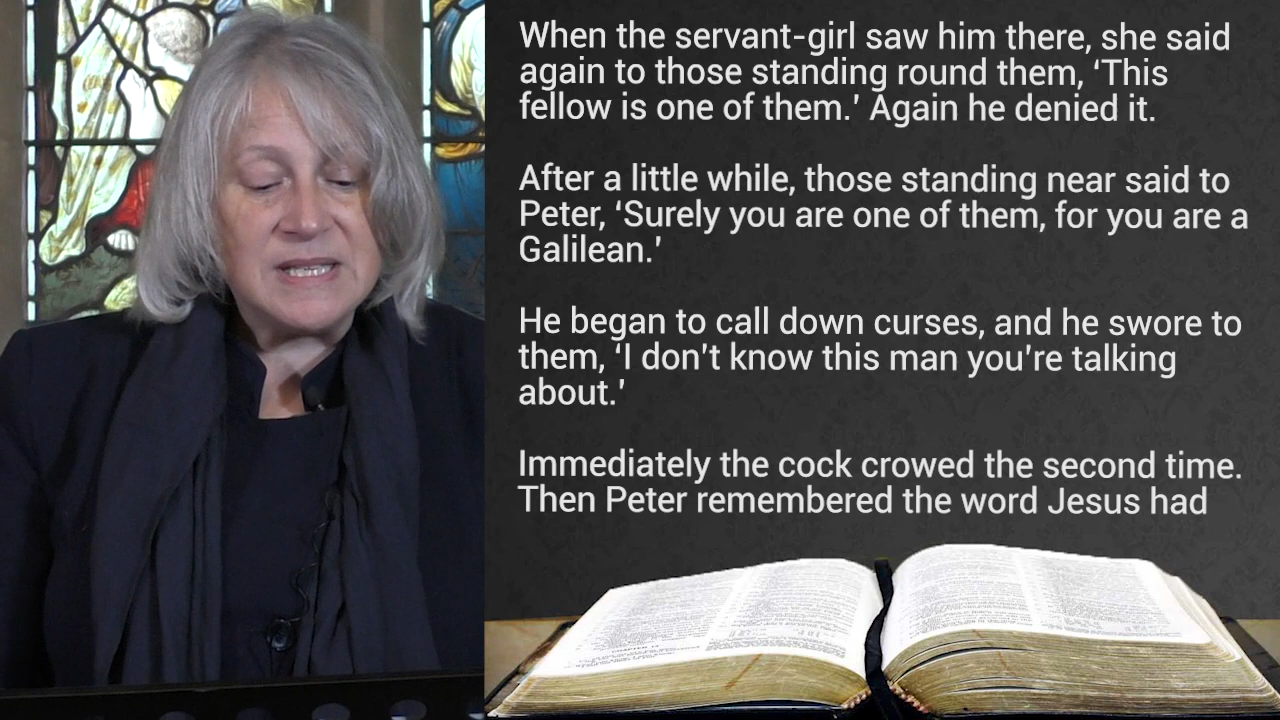 When the servant-girl saw him there, she said
again to those standing round them, ‘This
fellow is one of them.’ Again he denied it.
After a little while, those standing near said to
Peter, ‘Surely you are one of them, for you are a
Galilean.’
He began to call down curses, and he swore to
them, ‘I don’t know this man you’re talking
about.’
Immediately the cock crowed the second time.
Then Peter remembered the word Jesus had